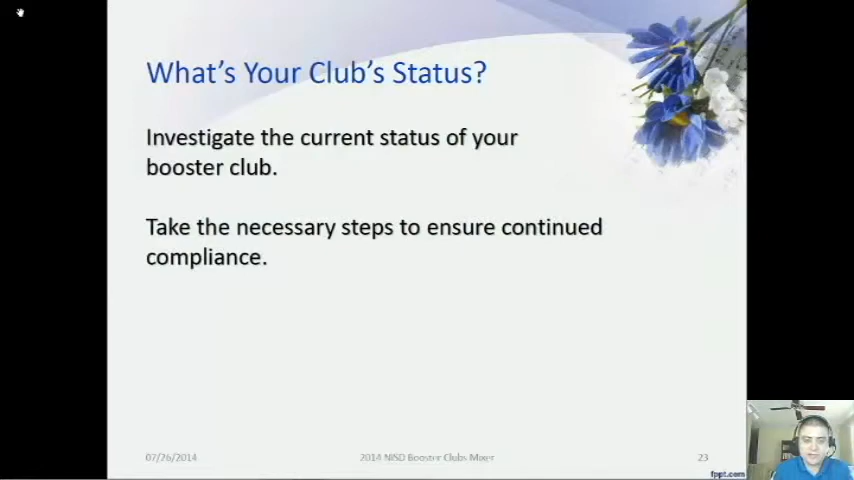 What's Your Club's Status?
Investigate the current status of your
booster club.
Take the necessary steps to ensure continued
compliance.
07/26/2014
2014 NISD Booster Clubs Mixer
23
fppt.com